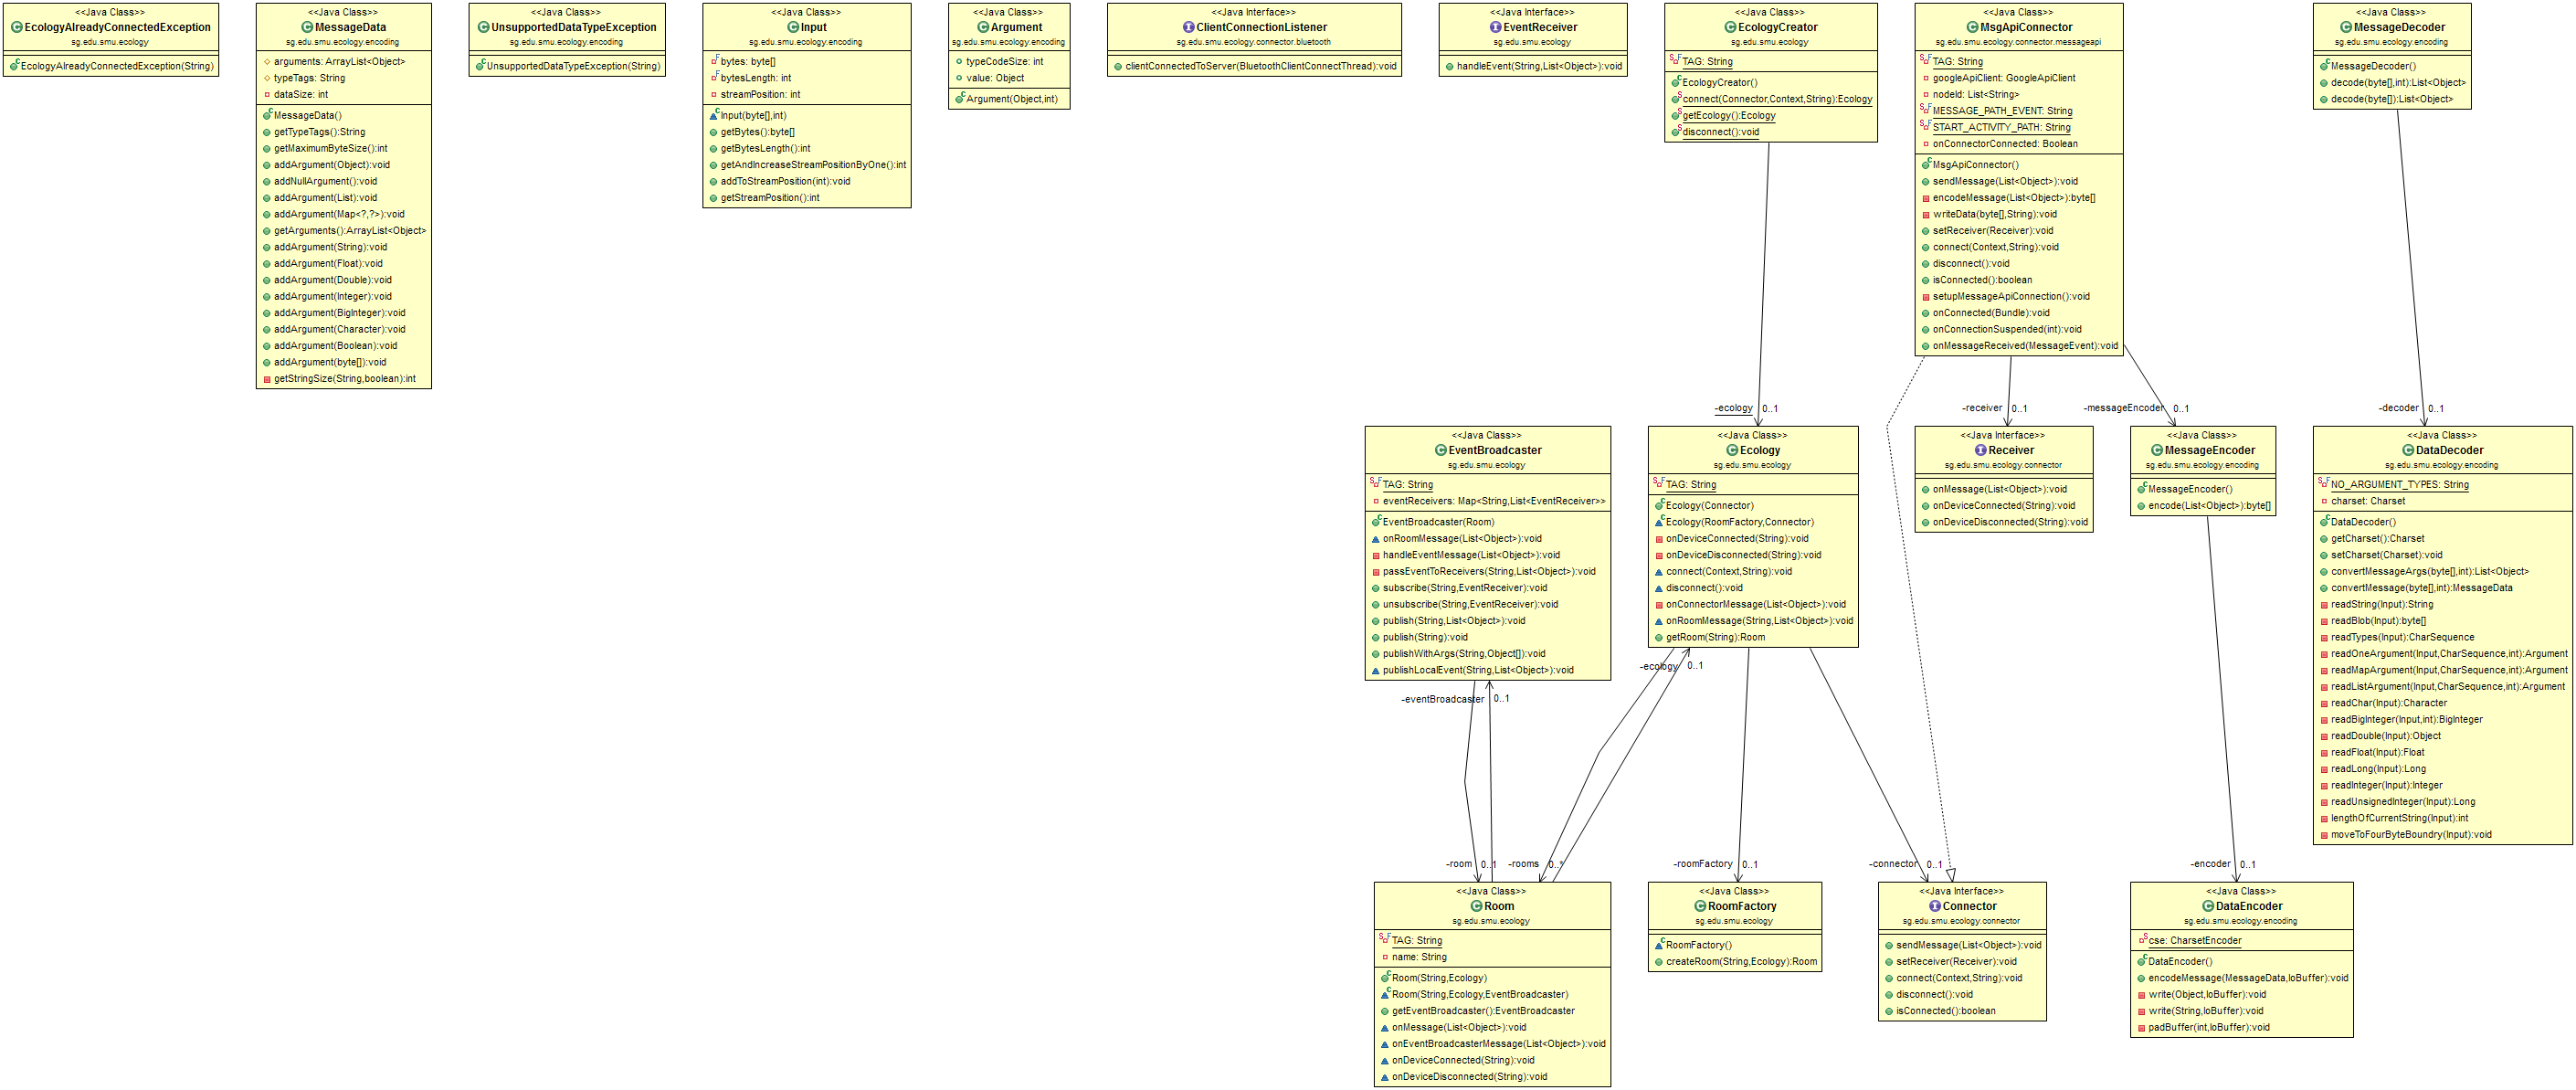 <<Java Class>>
EcologyAlreadyConnectedException
sg.edu.smu.ecology
EcologyAlreadyConnectedException(String)
<<Java Class>>
MessageData
sg.edu.smu.ecology.encoding
arguments: ArrayList<Object>
typeTags: String
dataSize: int
MessageData()
getTypeTags():String
getMaximumByteSize():int
addArgument(Object):void
addNullArgument():void
addArgument(List):void
addArgument(Map<?,?>):void
getArguments():ArrayList<Object>
addArgument(String):void
addArgument(Float):void
addArgument(Double):void
addArgument(Integer):void
addArgument(BigInteger):void
addArgument(Character):void
addArgument(Boolean):void
addArgument(byte[]):void
getStringSize(String,boolean):int
<<Java Class>>
UnsupportedDataTypeException
sg.edu.smu.ecology.encoding
UnsupportedDataTypeException(String)
<<Java Class>>
Input
sg.edu.smu.ecology.encoding
bytes: byte[]
bytesLength: int
streamPosition: int
Input(byte[],int)
getBytes():byte[]
getBytesLength():int
getAndIncreaseStreamPositionByOne():int
addToStreamPosition(int):void
getStreamPosition():int
<<Java Class>>
Argument
sg.edu.smu.ecology.encoding
typeCodeSize: int
value: Object
Argument(Object,int)
<<Java Interface>>
ClientConnectionListener
sg.edu.smu.ecology.connector.bluetooth
clientConnectedToServer(BluetoothClientConnectThread):void
<<Java Interface>>
EventReceiver
sg.edu.smu.ecology
handleEvent(String,List<Object>):void
<<Java Class>>
EcologyCreator
sg.edu.smu.ecology
TAG: String
EcologyCreator()
connect(Connector,Context,String):Ecology
getEcology():Ecology
disconnect():void
<<Java Class>>
MsgApiConnector
sg.edu.smu.ecology.connector.messageapi
TAG: String
googleApiClient: GoogleApiClient
nodeId: List<String>
MESSAGE_PATH_EVENT: String
START_ACTIVITY_PATH: String
onConnectorConnected: Boolean
MsgApiConnector()
sendMessage(List<Object>):void
encodeMessage(List<Object>):byte[]
writeData(byte[],String):void
setReceiver(Receiver):void
connect(Context,String):void
disconnect():void
isConnected():boolean
setupMessageApiConnection():void
onConnected(Bundle):void
onConnectionSuspended(int):void
onMessageReceived(MessageEvent):void
<<Java Class>>
MessageDecoder
sg.edu.smu.ecology.encoding
MessageDecoder()
decode(byte[],int):List<Object>
decode(byte[]):List<Object>
-ecology 0..1
-receiver 0..1
-messageEncoder 0..1
-decoder 0..1
<<Java Class>>
EventBroadcaster
sg.edu.smu.ecology
TAG: String
eventReceivers: Map<String,List<EventReceiver>>
EventBroadcaster(Room)
onRoomMessage(List<Object>):void
handleEventMessage(List<Object>):void
passEventToReceivers(String,List<Object>):void
subscribe(String,EventReceiver):void
unsubscribe(String,EventReceiver):void
publish(String,List<Object>):void
publish(String):void
publishWithArgs(String,Object[]):void
publishLocalEvent(String,List<Object>):void
<<Java Class>>
Ecology
sg.edu.smu.ecology
TAG: String
Ecology(Connector)
Ecology(RoomFactory,Connector)
onDeviceConnected(String):void
onDeviceDisconnected(String):void
connect(Context,String):void
disconnect():void
onConnectorMessage(List<Object>):void
onRoomMessage(String,List<Object>):void
getRoom(String):Room
<<Java Interface>>
Receiver
sg.edu.smu.ecology.connector
onMessage(List<Object>):void
onDeviceConnected(String):void
onDeviceDisconnected(String):void
<<Java Class>>
MessageEncoder
sg.edu.smu.ecology.encoding
MessageEncoder()
encode(List<Object>):byte[]
<<Java Class>>
DataDecoder
sg.edu.smu.ecology.encoding
NO_ARGUMENT_TYPES: String
charset: Charset
DataDecoder()
getCharset():Charset
setCharset(Charset):void
convertMessageArgs(byte[],int):List<Object>
convertMessage(byte[],int):MessageData
readString(Input):String
readBlob(Input):byte[]
readTypes(Input):CharSequence
readOneArgument(Input,CharSequence,int):Argument
readMapArgument(Input,CharSequence,int):Argument
readListArgument(Input,CharSequence,int):Argument
readChar(Input):Character
readBigInteger(Input,int):BigInteger
readDouble(Input):Object
readFloat(Input):Float
readLong(Input):Long
readInteger(Input):Integer
readUnsignedInteger(Input):Long
lengthOfCurrentString(Input):int
moveToFourByteBoundry(Input):void
-eventBroadcaster 0..1
-ecology 0..1
-room 0..1
-rooms 0..*
-roomFactory 0..1
-connector 0..1
-encoder 0..1
<<Java Class>>
Room
sg.edu.smu.ecology
TAG: String
name: String
Room(String,Ecology)
Room(String,Ecology,EventBroadcaster)
getEventBroadcaster():EventBroadcaster
onMessage(List<Object>):void
onEventBroadcasterMessage(List<Object>):void
onDeviceConnected(String):void
onDeviceDisconnected(String):void
<<Java Class>>
RoomFactory
sg.edu.smu.ecology
RoomFactory()
createRoom(String,Ecology):Room
<<Java Interface>>
Connector
sg.edu.smu.ecology.connector
sendMessage(List<Object>):void
setReceiver(Receiver):void
connect(Context,String):void
disconnect():void
isConnected():boolean
<<Java Class>>
DataEncoder
sg.edu.smu.ecology.encoding
cse: CharsetEncoder
DataEncoder()
encodeMessage(MessageData,IoBuffer):void
write(Object,IoBuffer):void
write(String,IoBuffer):void
padBuffer(int,IoBuffer):void